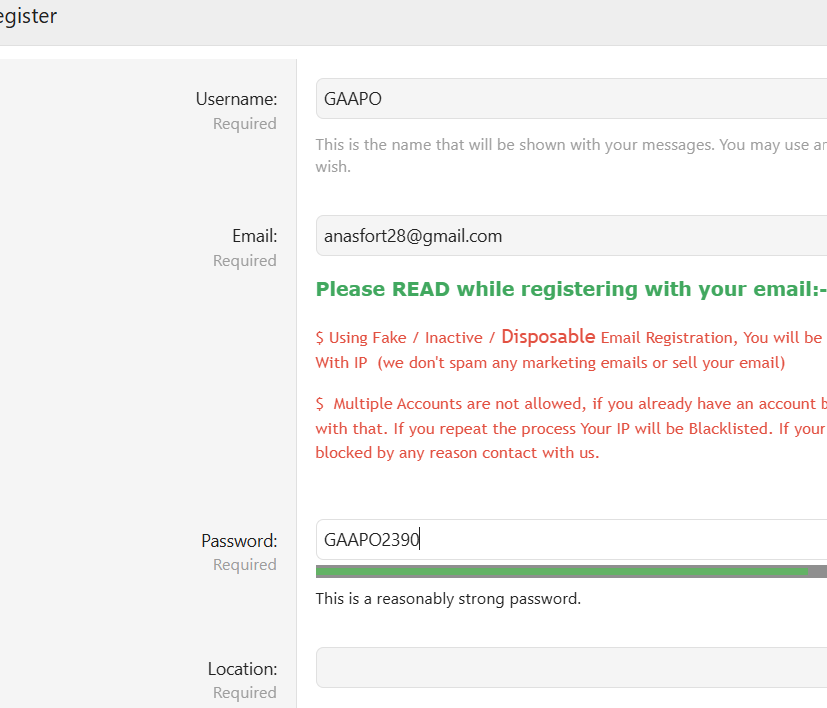 egister
Username:
GAAPO
Required
This is the name that will be shown with your messages. You may use
wish.
Email:
anasfort28@gmail.com
Required
Please READ while registering with your email:-
$ Using Fake / Inactive / Disposable Email Registration, You will be
With IP (we don't spam any marketing emails or sell your email)
$ Multiple Accounts are not allowed, if you already have an account
with that. If you repeat the process Your IP will be Blacklisted. If your
blocked by any reason contact with us.
Password:
GAAPO2390
Required
This is a reasonably strong password.
Location:
Required